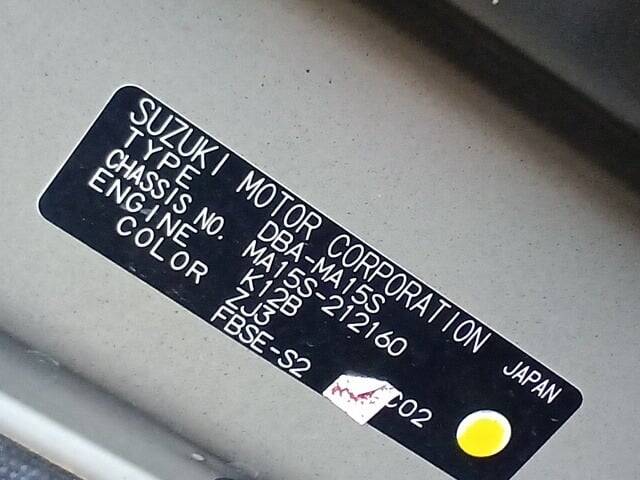 SUZUKI MOTOR CORPORATION JAPAN
TYPE DBA-MA15S
CHASSIS NO. MA15S-212160
ENGINE K12B
COLOR ZJ3
FBSE-S2 C02